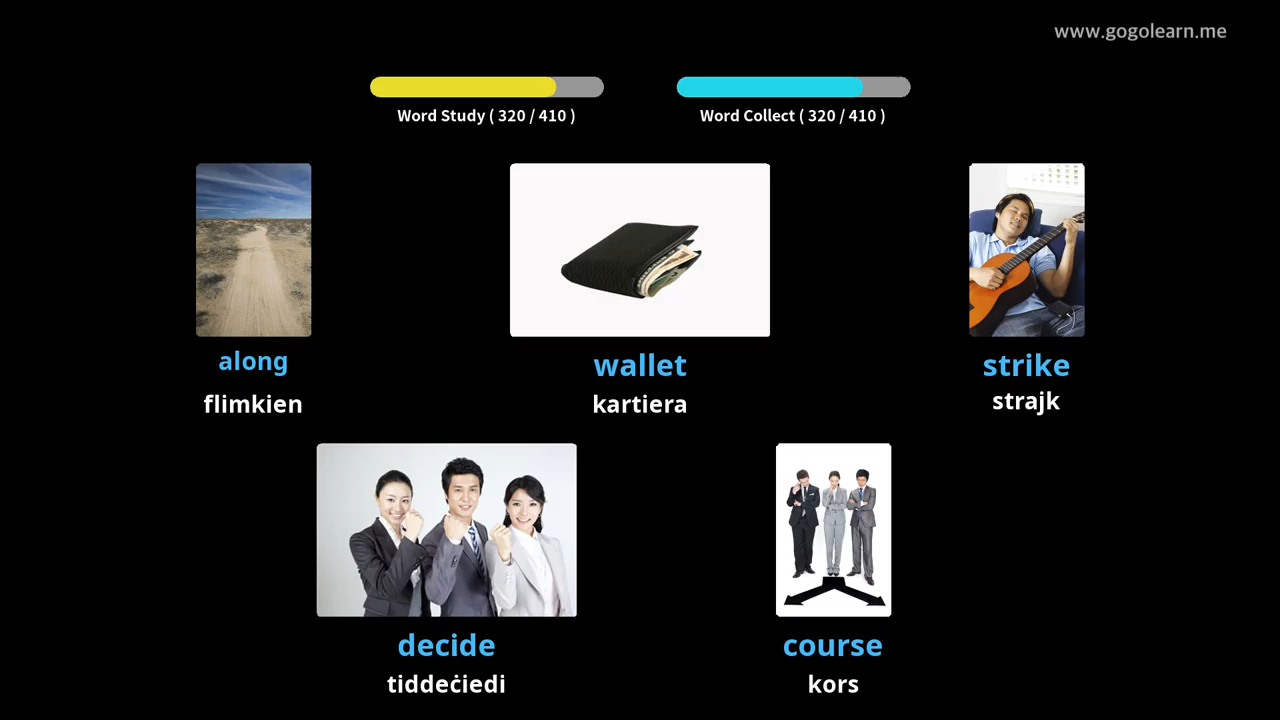 www.gogolearn.me
Word Study ( 320 / 410 )
Word Collect ( 320 / 410 )
along
wallet
strike
flimkien
kartiera
strajk
decide
course
tiddeċiedi
kors